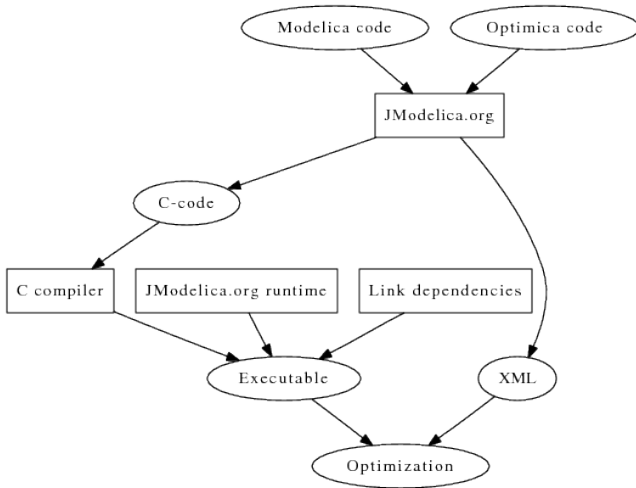 Modelica code
Optimica code
JModelica.org
C-code
C compiler
JModelica.org runtime
Link dependencies
Executable
XML
Optimization